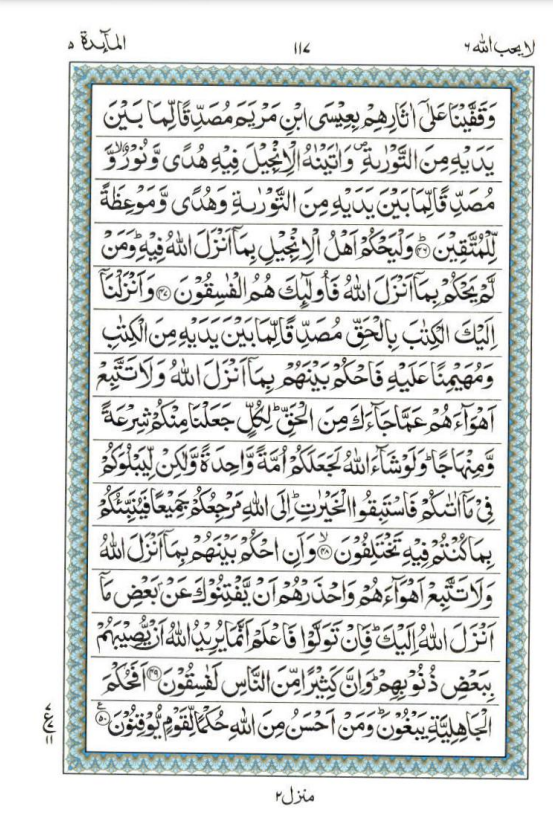 لا يحب الله ٦
١١٧
المآئدة ٥
وَقَفَّيْنَا عَلٰٓى اٰثَارِهِمْ بِعِيْسَى ابْنِ مَرْيَمَ مُصَدِّقًا لِّمَا بَيْنَ
يَدَيْهِ مِنَ التَّوْرٰىةِ ۪ وَاٰتَيْنٰهُ الْاِنْجِيْلَ فِيْهِ هُدًى وَّنُوْرٌ ۙ وَّ
مُصَدِّقًا لِّمَا بَيْنَ يَدَيْهِ مِنَ التَّوْرٰىةِ وَهُدًى وَّمَوْعِظَةً
لِّلْمُتَّقِيْنَ ؕ﴿۴۶﴾ وَلْيَحْكُمْ اَهْلُ الْاِنْجِيْلِ بِمَاۤ اَنْزَلَ اللّٰهُ فِيْهِ ؕ وَمَنْ
لَّمْ يَحْكُمْ بِمَاۤ اَنْزَلَ اللّٰهُ فَاُولٰٓئِكَ هُمُ الْفٰسِقُوْنَ ﴿۴۷﴾ وَاَنْزَلْنَاۤ
اِلَيْكَ الْكِتٰبَ بِالْحَقِّ مُصَدِّقًا لِّمَا بَيْنَ يَدَيْهِ مِنَ الْكِتٰبِ
وَمُهَيْمِنًا عَلَيْهِ فَاحْكُمْ بَيْنَهُمْ بِمَاۤ اَنْزَلَ اللّٰهُ وَلَا تَتَّبِعْ
اَهْوَآءَهُمْ عَمَّا جَآءَكَ مِنَ الْحَقِّ ؕ لِكُلٍّ جَعَلْنَا مِنْكُمْ شِرْعَةً
وَّمِنْهَاجًا ؕ وَلَوْ شَآءَ اللّٰهُ لَجَعَلَكُمْ اُمَّةً وَّاحِدَةً وَّلٰكِنْ لِّيَبْلُوَكُمْ
فِيْ مَاۤ اٰتٰىكُمْ فَاسْتَبِقُوا الْخَيْرٰتِ ؕ اِلَى اللّٰهِ مَرْجِعُكُمْ جَمِيْعًا فَيُنَبِّئُكُمْ
بِمَا كُنْتُمْ فِيْهِ تَخْتَلِفُوْنَ ۙ﴿۴۸﴾ وَاَنِ احْكُمْ بَيْنَهُمْ بِمَاۤ اَنْزَلَ اللّٰهُ
وَلَا تَتَّبِعْ اَهْوَآءَهُمْ وَاحْذَرْهُمْ اَنْ يَّفْتِنُوْكَ عَنْۢ بَعْضِ مَاۤ
اَنْزَلَ اللّٰهُ اِلَيْكَ ؕ فَاِنْ تَوَلَّوْا فَاعْلَمْ اَنَّمَا يُرِيْدُ اللّٰهُ اَنْ يُّصِيْبَهُمْ
بِبَعْضِ ذُنُوْبِهِمْ ؕ وَاِنَّ كَثِيْرًا مِّنَ النَّاسِ لَفٰسِقُوْنَ ﴿۴۹﴾ اَفَحُكْمَ
الْجَاهِلِيَّةِ يَبْغُوْنَ ؕ وَمَنْ اَحْسَنُ مِنَ اللّٰهِ حُكْمًا لِّقَوْمٍ يُّوْقِنُوْنَ ﴿۵۰﴾ ع
٧
ع
١١
منزل ٢